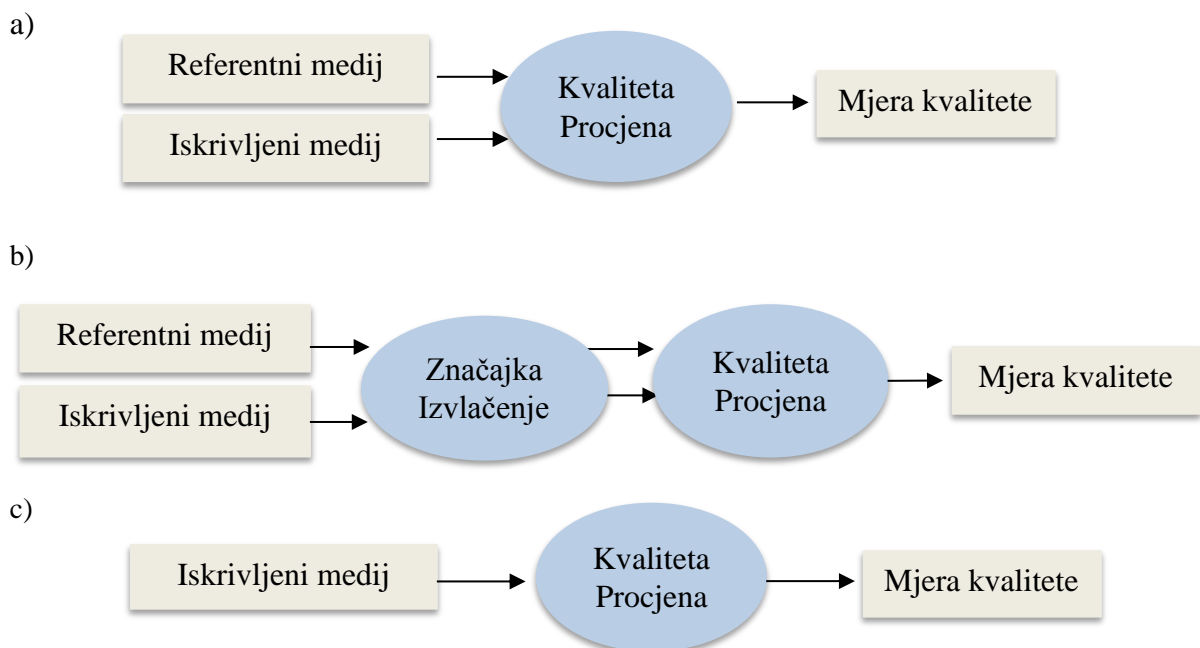 a)
Referentni medij
Iskrivljeni medij
Kvaliteta
Procjena
Mjera kvalitete
b)
Referentni medij
Iskrivljeni medij
Značajka
Izvlačenje
Kvaliteta
Procjena
Mjera kvalitete
c)
Iskrivljeni medij
Kvaliteta
Procjena
Mjera kvalitete